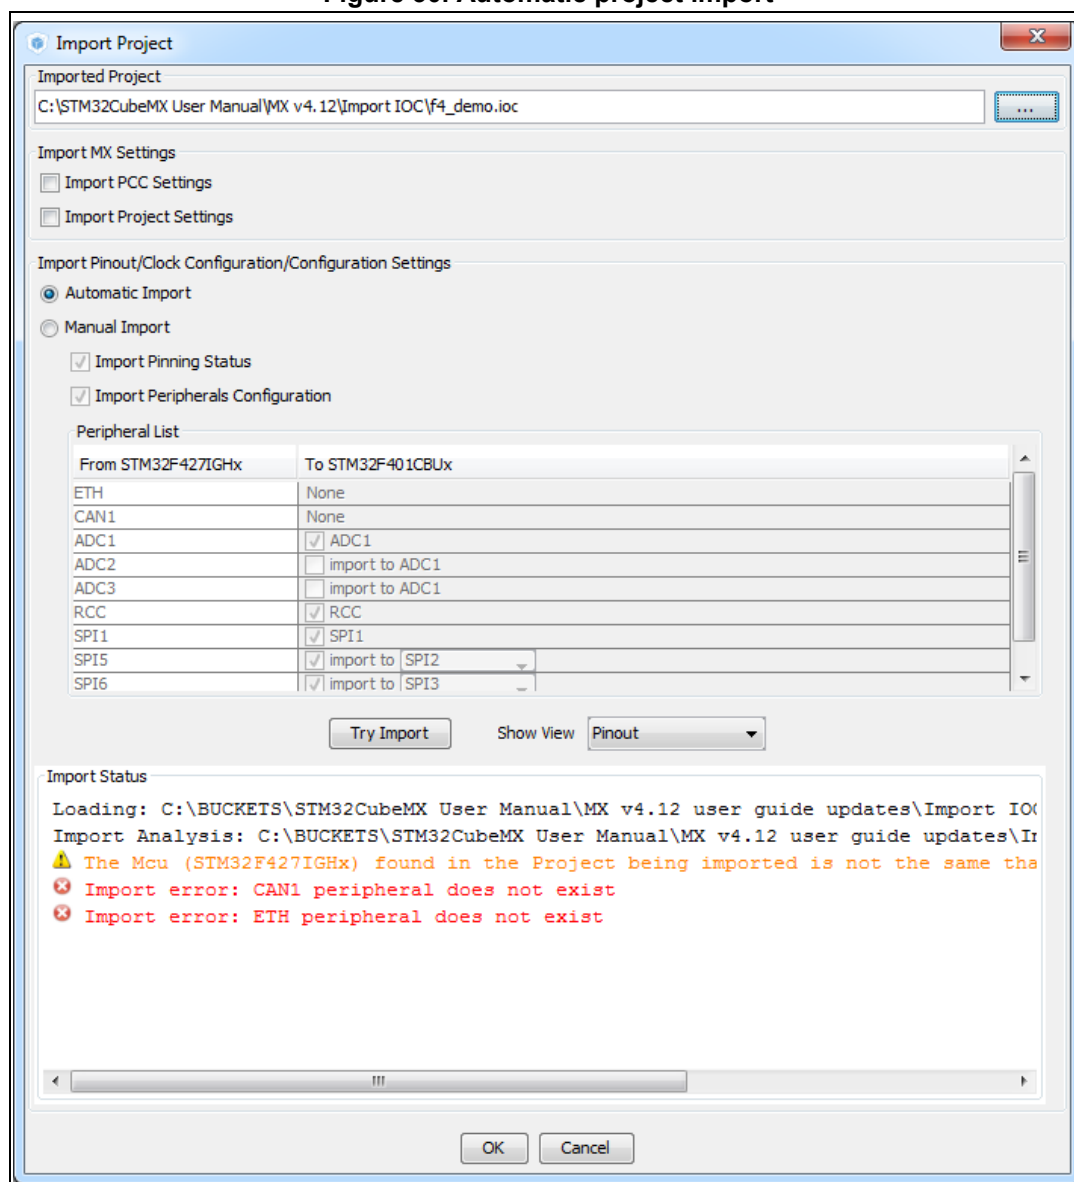 Import Project
Imported Project
C:\STM32CubeMX User Manual\MX v4.12\Import IOC\f4_demo.ioc
...
Import MX Settings
Import PCC Settings
Import Project Settings
Import Pinout/Clock Configuration/Configuration Settings
Automatic Import
Manual Import
Import Pinning Status
Import Peripherals Configuration
Peripheral List
From STM32F427IGHx To STM32F401CBUx
ETH None
CAN1 None
ADC1 ADC1
ADC2 import to ADC1
ADC3 import to ADC1
RCC RCC
SPI1 SPI1
SPI5 import to SPI2
SPI6 import to SPI3
Try Import Show View Pinout
Import Status
Loading: C:\BUCKETS\STM32CubeMX User Manual\MX v4.12 user guide updates\Import
Import Analysis: C:\BUCKETS\STM32CubeMX User Manual\MX v4.12 user guide updates\
The Mcu (STM32F427IGHx) found in the Project being imported is not the same
Import error: CAN1 peripheral does not exist
Import error: ETH peripheral does not exist
OK Cancel